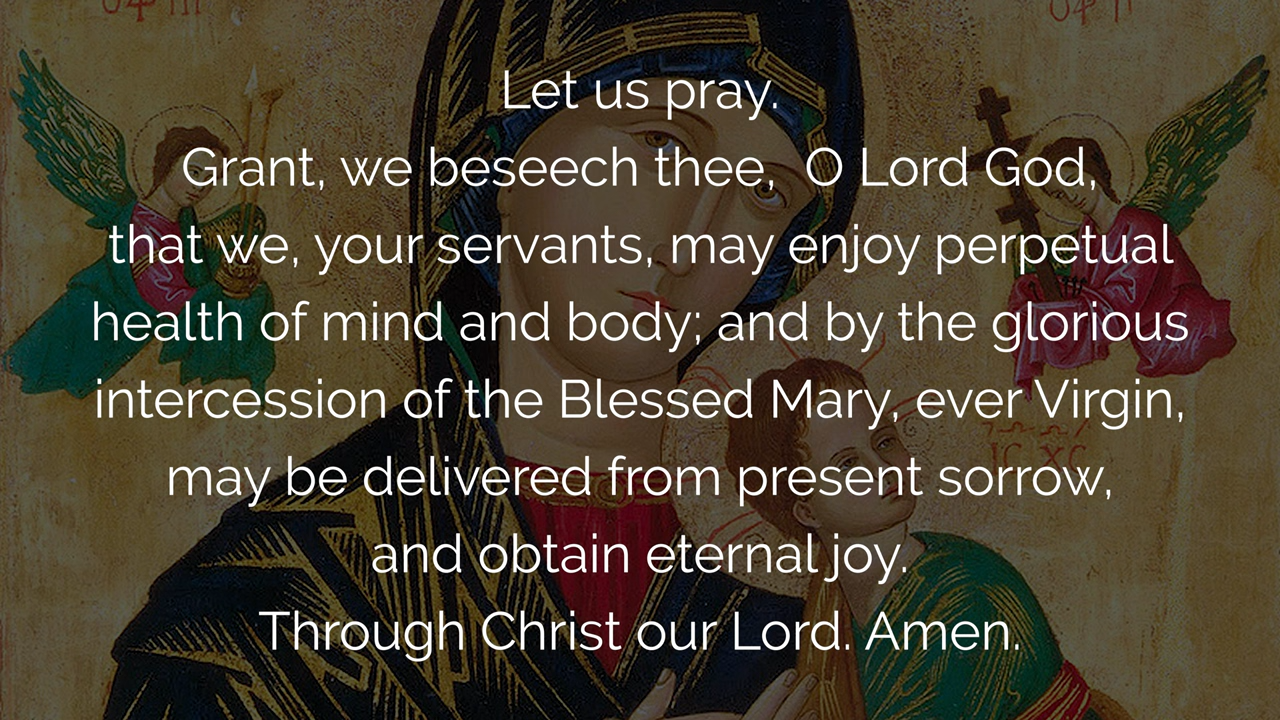 Let us pray.
Grant, we beseech thee, O Lord God,
that we, your servants, may enjoy perpetual
health of mind and body; and by the glorious
intercession of the Blessed Mary, ever Virgin,
may be delivered from present sorrow,
and obtain eternal joy.
Through Christ our Lord. Amen.
IC XC